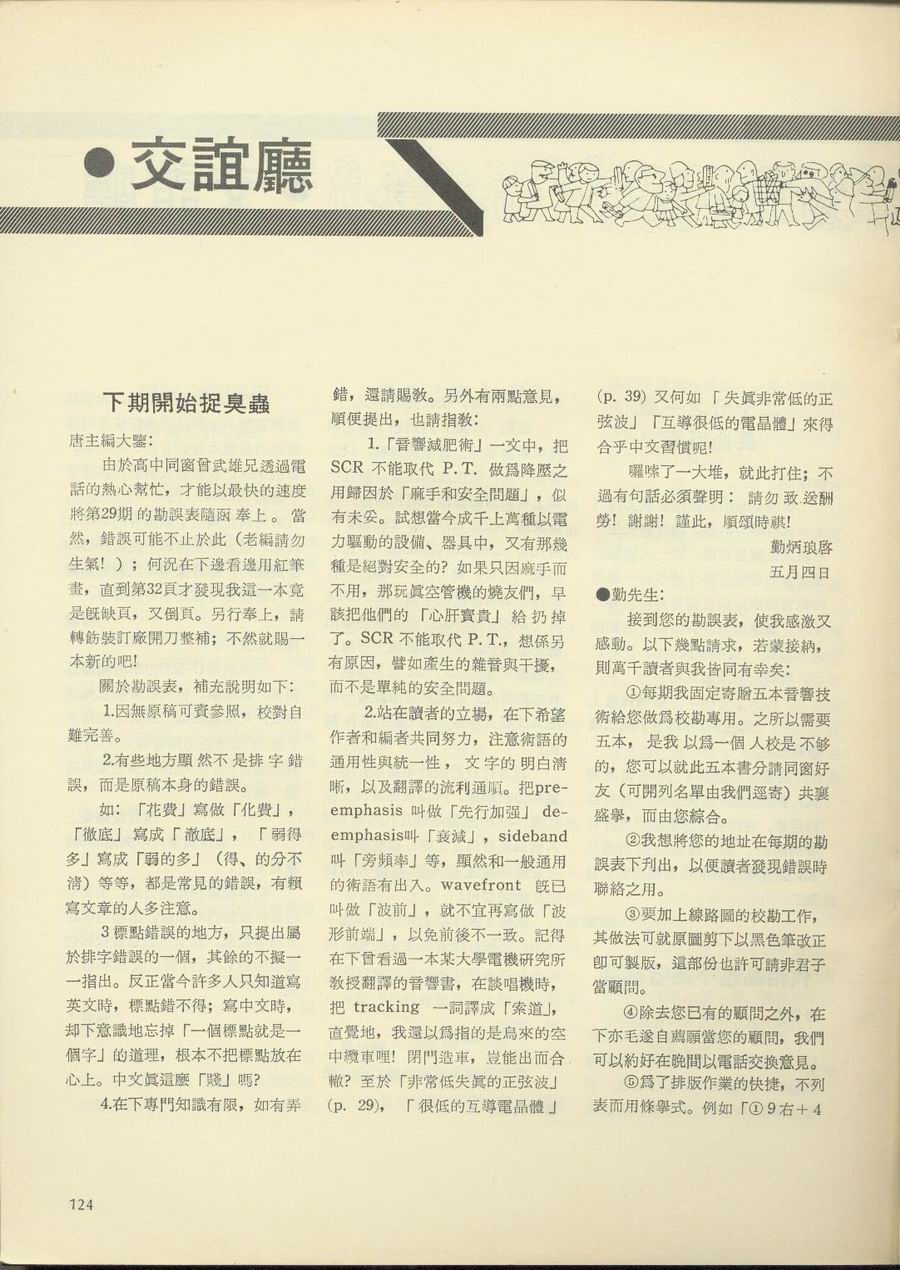 ●交誼廳
下期開始捉臭蟲
唐主編大鑒：
由於高中同窗曾武雄兄透過電
話的熱心幫忙，才能以最快的速度
將第29期的勘誤表隨函奉上。當
然，錯誤可能不止於此（老編請勿
生氣！）；何況在下邊看邊用紅筆
畫，直到第32頁才發現我這一本竟
是旣缺頁，又倒頁。另行奉上，請
轉飭裝訂廠開刀整補；不然就賜一
本新的吧！
關於勘誤表，補充說明如下：
1.因無原稿可資參照，校對自
難完善。
2.有些地方顯然不是排字錯
誤，而是原稿本身的錯誤。
如：「花費」寫做「化費」，
「徹底」寫成「澈底」，「弱得
多」寫成「弱的多」（得、的分不
淸）等等，都是常見的錯誤，有賴
寫文章的人多注意。
3標點錯誤的地方，只提出屬
於排字錯誤的一個，其餘的不擬一
一指出。反正當今許多人只知道寫
英文時，標點錯不得；寫中文時，
却下意識地忘掉「一個標點就是一
個字」的道理，根本不把標點放在
心上。中文眞這麽「賤」嗎？
4.在下專門知識有限，如有弄
錯，還請賜敎。另外有兩點意見，
順便提出，也請指敎：
1.「音響減肥術」一文中，把
SCR 不能取代 P.T. 做爲降壓之
用歸因於「麻手和安全問題」，似
有未妥。試想當今成千上萬種以電
力驅動的設備、器具中，又有那幾
種是絕對安全的？如果只因麻手而
不用，那玩眞空管機的燒友們，早
該把他們的「心肝寶貴」給扔掉
了。SCR 不能取代 P.T.，想係另
有原因，譬如產生的雜音與干擾，
而不是單純的安全問題。
2.站在讀者的立場，在下希望
作者和編者共同努力，注意術語的
通用性與統一性，文字的明白淸
晰，以及翻譯的流利通順。把pre-
emphasis 叫做「先行加强」de-
emphasis叫「衰減」，sideband
叫「旁頻率」等，顯然和一般通用
的術語有出入。wavefront 旣已
叫做「波前」，就不宜再寫做「波
形前端」，以免前後不一致。記得
在下曾看過一本某大學電機硏究所
敎授翻譯的音響書，在談唱機時，
把 tracking 一詞譯成「索道」，
直覺地，我還以爲指的是烏來的空
中纜車哩！閉門造車，豈能出而合
轍？至於「非常低失眞的正弦波」
(p. 29)，「很低的互導電晶體」
(p. 39) 又何如「失眞非常低的正
弦波」「互導很低的電晶體」來得
合乎中文習慣呢！
囉嗦了一大堆，就此打住；不
過有句話必須聲明：請勿致送酬
勞！謝謝！謹此，順頌時祺！
勤炳琅啓
五月四日
●勤先生：
接到您的勘誤表，使我感激又
感動。以下幾點請求，若蒙接納，
則萬千讀者與我皆同有幸矣：
①每期我固定寄贈五本音響技
術給您做爲校勘專用。之所以需要
五本，是我以爲一個人校是不够
的，您可以就此五本書分請同窗好
友（可開列名單由我們逕寄）共襄
盛擧，而由您綜合。
②我想將您的地址在每期的勘
誤表下列出，以便讀者發現錯誤時
聯絡之用。
③要加上線路圖的校勘工作，
其做法可就原圖剪下以黑色筆改正
卽可製版，這部份也許可請非君子
當顧問。
④除去您已有的顧問之外，在
下亦毛遂自薦願當您的顧問，我們
可以約好在晩間以電話交換意見。
⑤爲了排版作業的快捷，不列
表而用條擧式。例如「①9右＋4
124